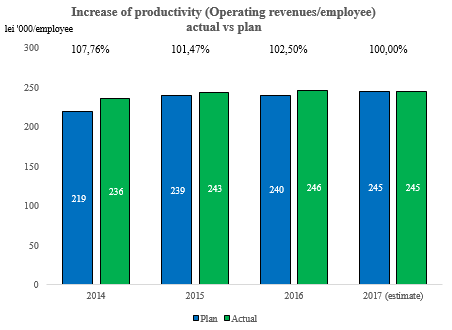 Increase of productivity (Operating revenues/employee)
actual vs plan
lei '000/employee
300
107,76% 101,47% 102,50% 100,00%
250
200
150
100
50
0
219 236 239 243 240 246 245 245
2014 2015 2016 2017 (estimate)
Plan Actual